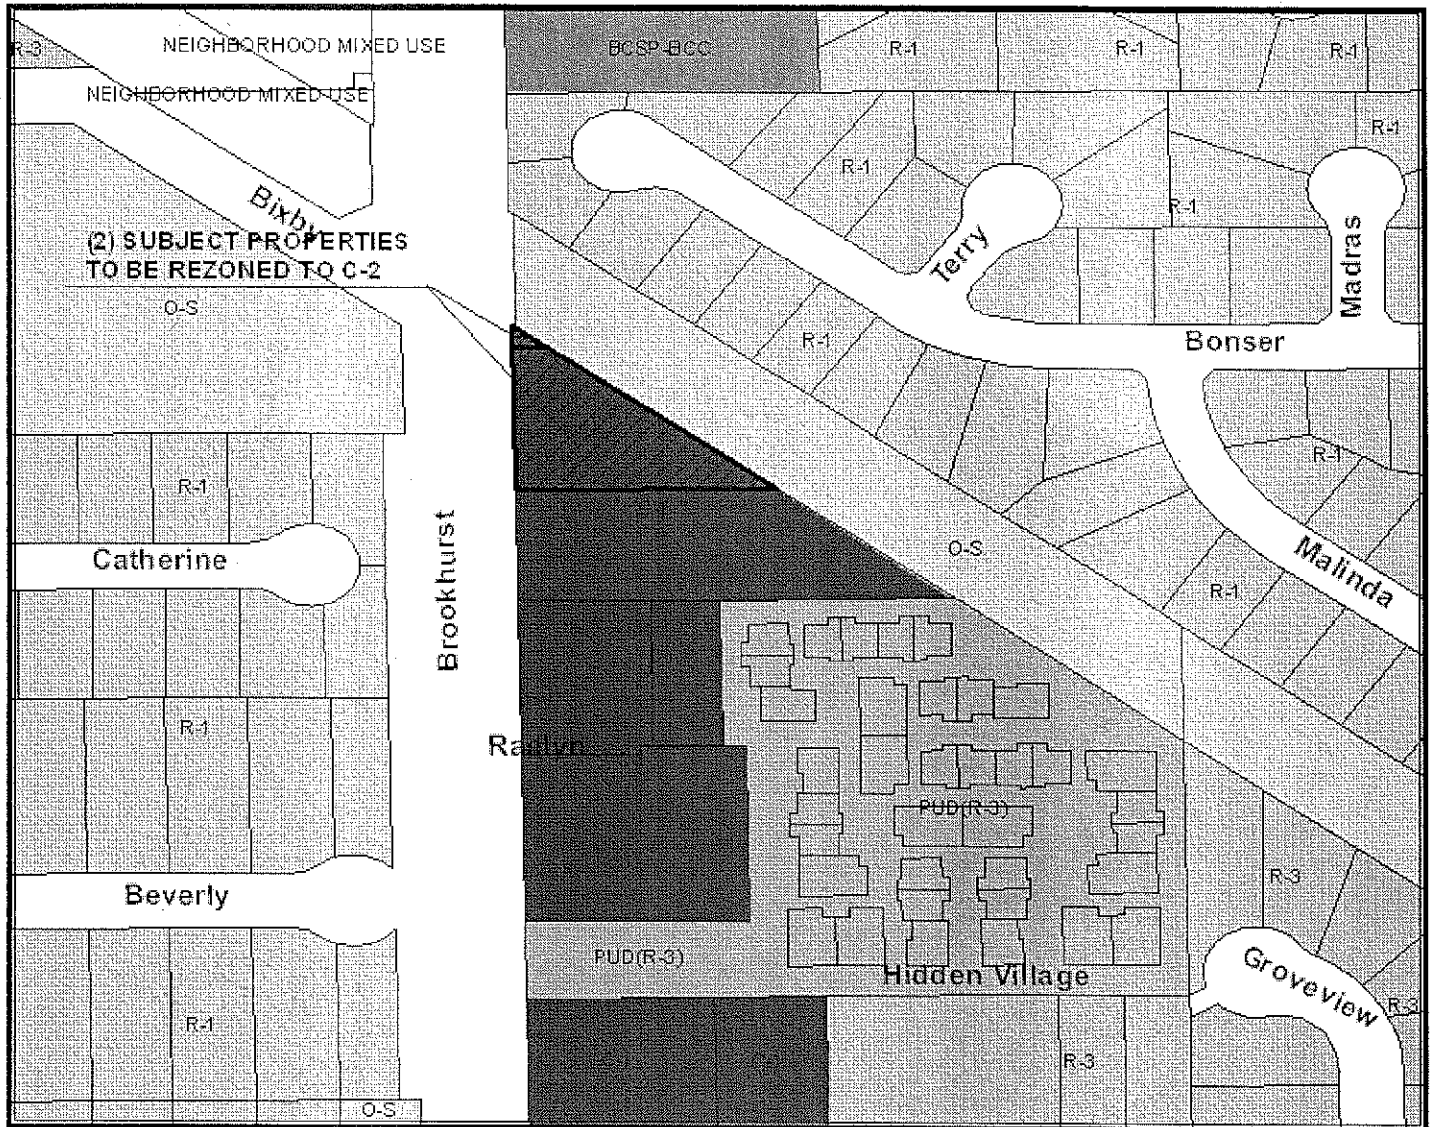 R-3
NEIGHBORHOOD MIXED USE
BCSP-BCC
R-1
R-1
R-1
NEIGHBORHOOD MIXED USE
R-1
R-1
R-1
Bixby
(2) SUBJECT PROPERTIES
TO BE REZONED TO C-2
O-S
Terry
Madras
Bonser
R-1
R-1
R-1
Catherine
Brookhurst
O-S
Malinda
R-1
R-1
PUD(R-3)
R-3
Beverly
PUD(R-3)
Hidden Village
Groveview
R-3
R-1
R-3
O-S